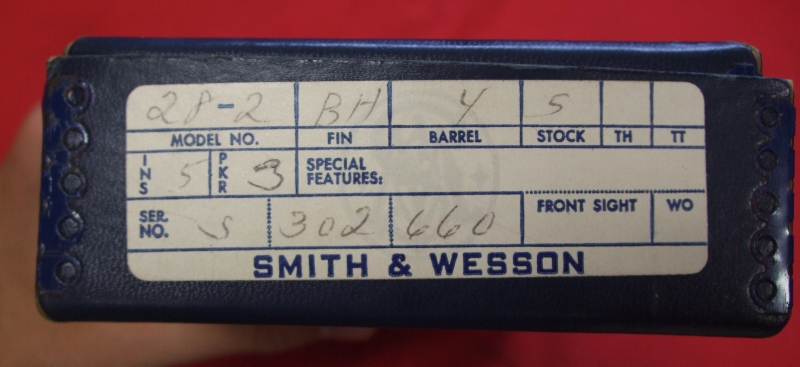 28-2 BH 4 S
MODEL NO. FIN BARREL STOCK TH TT
INS 5 PKR 3 SPECIAL FEATURES:
SER. NO. S 302 660 FRONT SIGHT WO
SMITH & WESSON